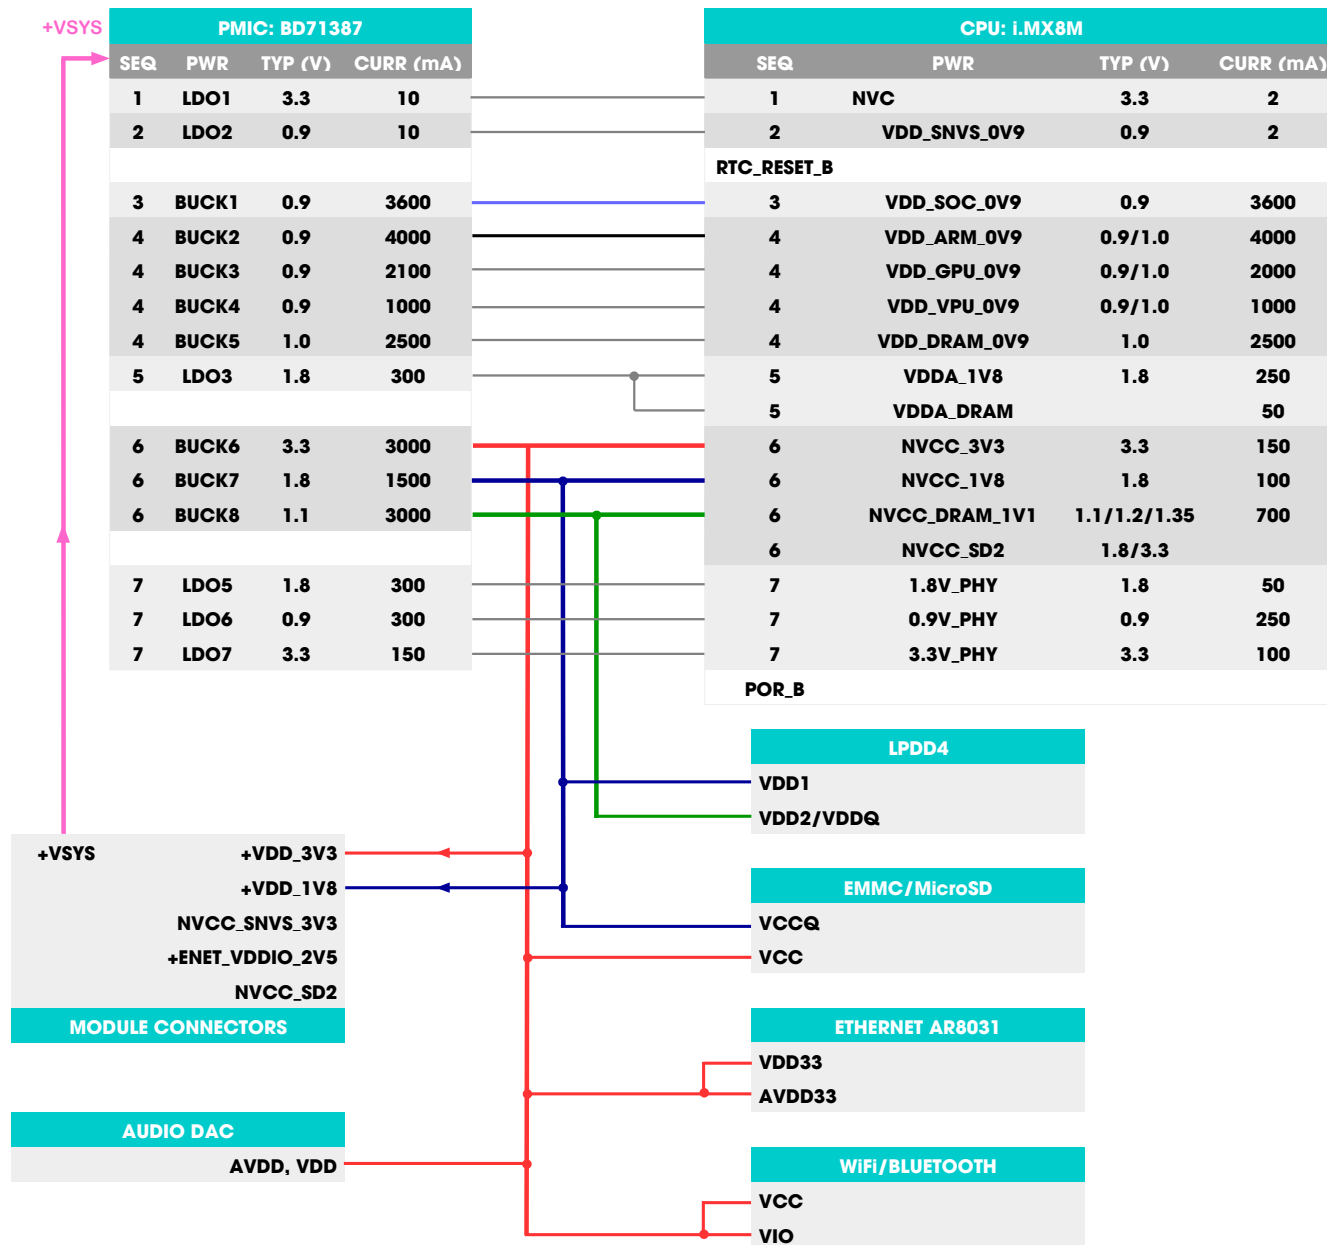 +VSYS
PMIC: BD71387
SEQ PWR TYP (V) CURR (mA)
1 LDO1 3.3 10
2 LDO2 0.9 10
3 BUCK1 0.9 3600
4 BUCK2 0.9 4000
4 BUCK3 0.9 2100
4 BUCK4 0.9 1000
4 BUCK5 1.0 2500
5 LDO3 1.8 300
6 BUCK6 3.3 3000
6 BUCK7 1.8 1500
6 BUCK8 1.1 3000
7 LDO5 1.8 300
7 LDO6 0.9 300
7 LDO7 3.3 150
CPU: i.MX8M
SEQ PWR TYP (V) CURR (mA)
1 NVC 3.3 2
2 VDD_SNVS_0V9 0.9 2
RTC_RESET_B
3 VDD_SOC_0V9 0.9 3600
4 VDD_ARM_0V9 0.9/1.0 4000
4 VDD_GPU_0V9 0.9/1.0 2000
4 VDD_VPU_0V9 0.9/1.0 1000
4 VDD_DRAM_0V9 1.0 2500
5 VDDA_1V8 1.8 250
5 VDDA_DRAM 50
6 NVCC_3V3 3.3 150
6 NVCC_1V8 1.8 100
6 NVCC_DRAM_1V1 1.1/1.2/1.35 700
6 NVCC_SD2 1.8/3.3
7 1.8V_PHY 1.8 50
7 0.9V_PHY 0.9 250
7 3.3V_PHY 3.3 100
POR_B
LPDD4
VDD1
VDD2/VDDQ
+VSYS +VDD_3V3
+VDD_1V8
NVCC_SNVS_3V3
+ENET_VDDIO_2V5
NVCC_SD2
MODULE CONNECTORS
EMMC/MicroSD
VCCQ
VCC
ETHERNET AR8031
VDD33
AVDD33
AUDIO DAC
AVDD, VDD
WiFi/BLUETOOTH
VCC
VIO